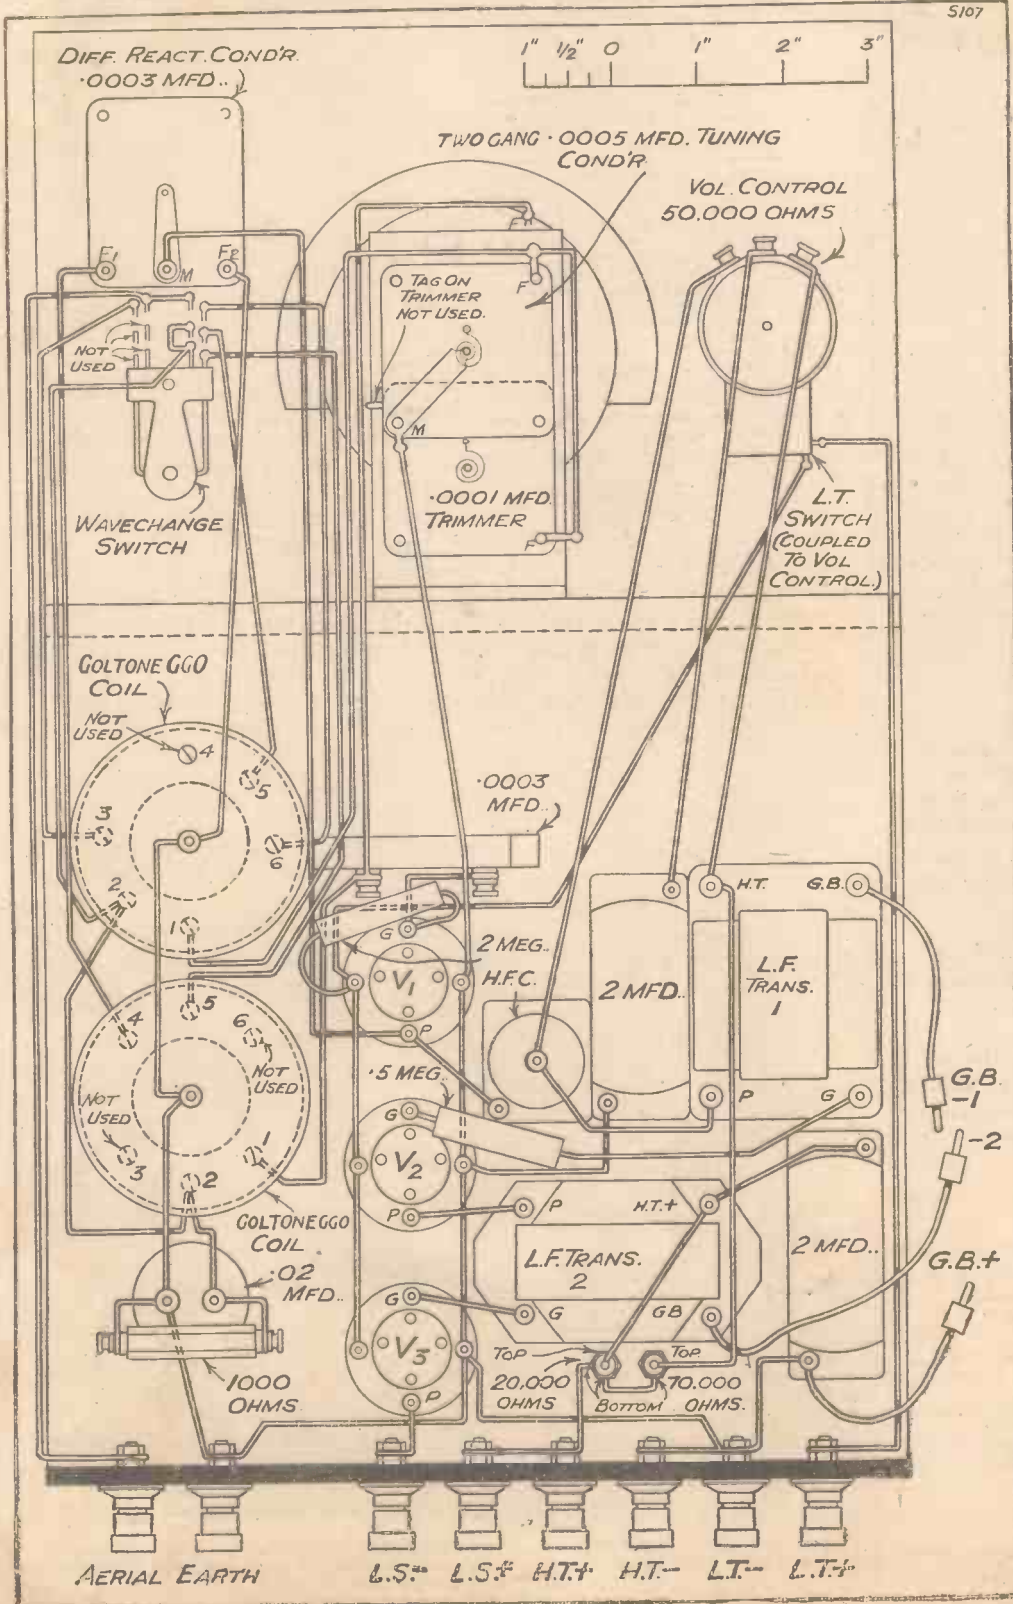 S107
DIFF. REACT. COND'R.
.0003 MFD..
1" 1/2" 0 1" 2" 3"
TWO GANG .0005 MFD. TUNING
COND'R
VOL. CONTROL
50.000 OHMS
F1
M
F2
F
F
TAG ON
TRIMMER
NOT USED.
NOT
USED
M
.0001 MFD.
TRIMMER
F
WAVECHANGE
SWITCH
L.T.
SWITCH
(COUPLED
TO VOL
CONTROL.)
GOLTONE GGO
COIL
NOT
USED
4
5
3
6
2
1
.0003
MFD..
G
2 MEG..
V1
P
H.F.C.
2 MFD..
H.T.
G.B.
L.F.
TRANS.
1
P
G
G.B.
-1
-2
5
4
6
NOT
USED
NOT
USED
3
1
2
.5 MEG.
G
V2
P
GOLTONE GGO
COIL
P
H.T.+
L.F. TRANS.
2
G
GB
2 MFD..
G.B.+
.02
MFD..
G
V3
P
TOP
TOP
20,000
OHMS
BOTTOM
70.000
OHMS.
1000
OHMS
AERIAL EARTH L.S.- L.S.+ H.T.+ H.T.- L.T.- L.T.+